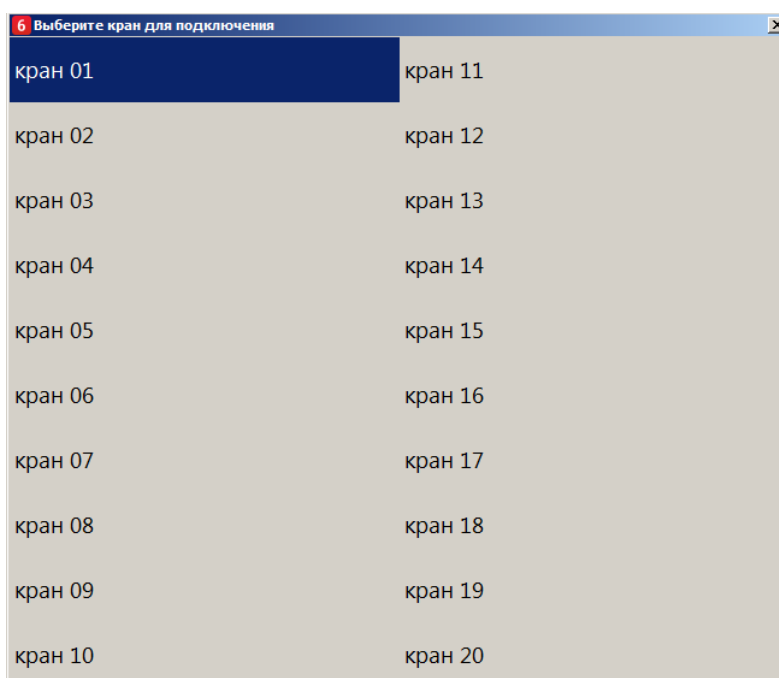 6 Выберите кран для подключения
кран 01
кран 02
кран 03
кран 04
кран 05
кран 06
кран 07
кран 08
кран 09
кран 10
кран 11
кран 12
кран 13
кран 14
кран 15
кран 16
кран 17
кран 18
кран 19
кран 20